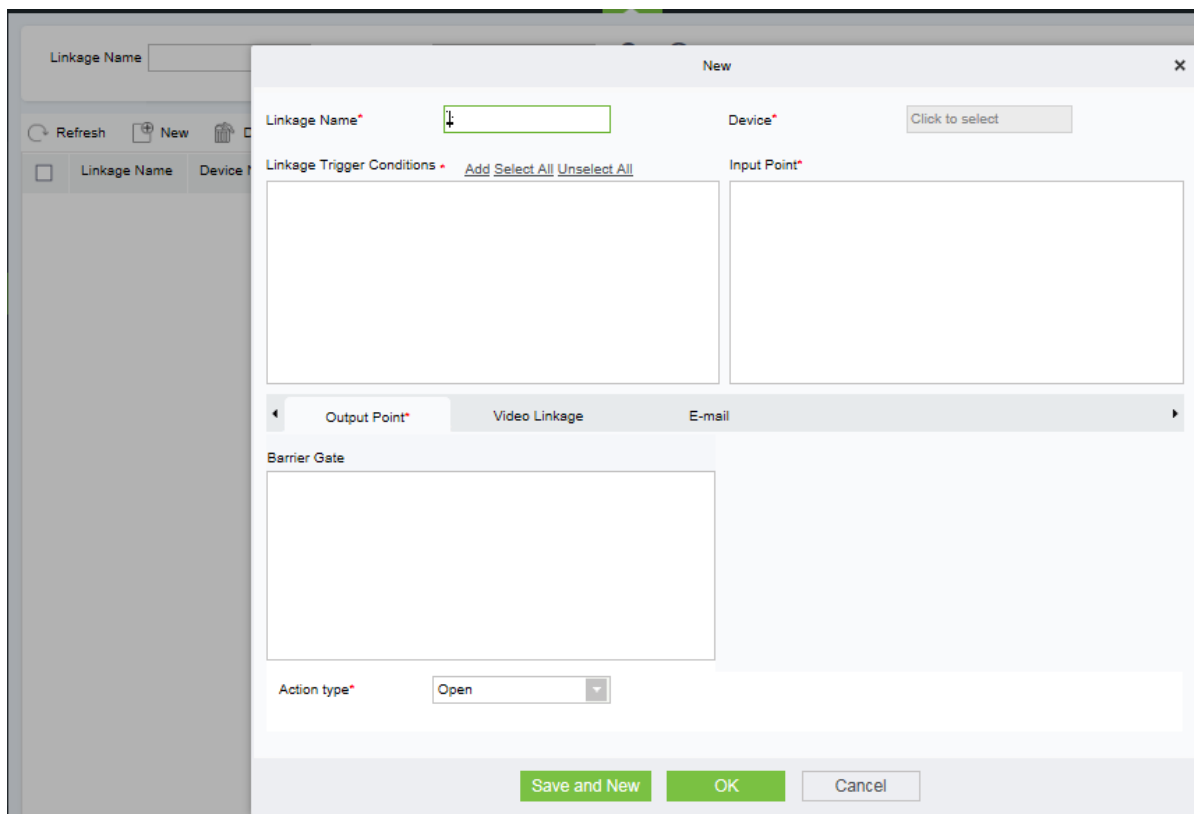 Linkage Name
New
Linkage Name*
Device*
Click to select
Refresh
New
Linkage Name
Device
Linkage Trigger Conditions *
Add Select All Unselect All
Input Point*
Output Point*
Video Linkage
E-mail
Barrier Gate
Action type*
Open
Save and New
OK
Cancel